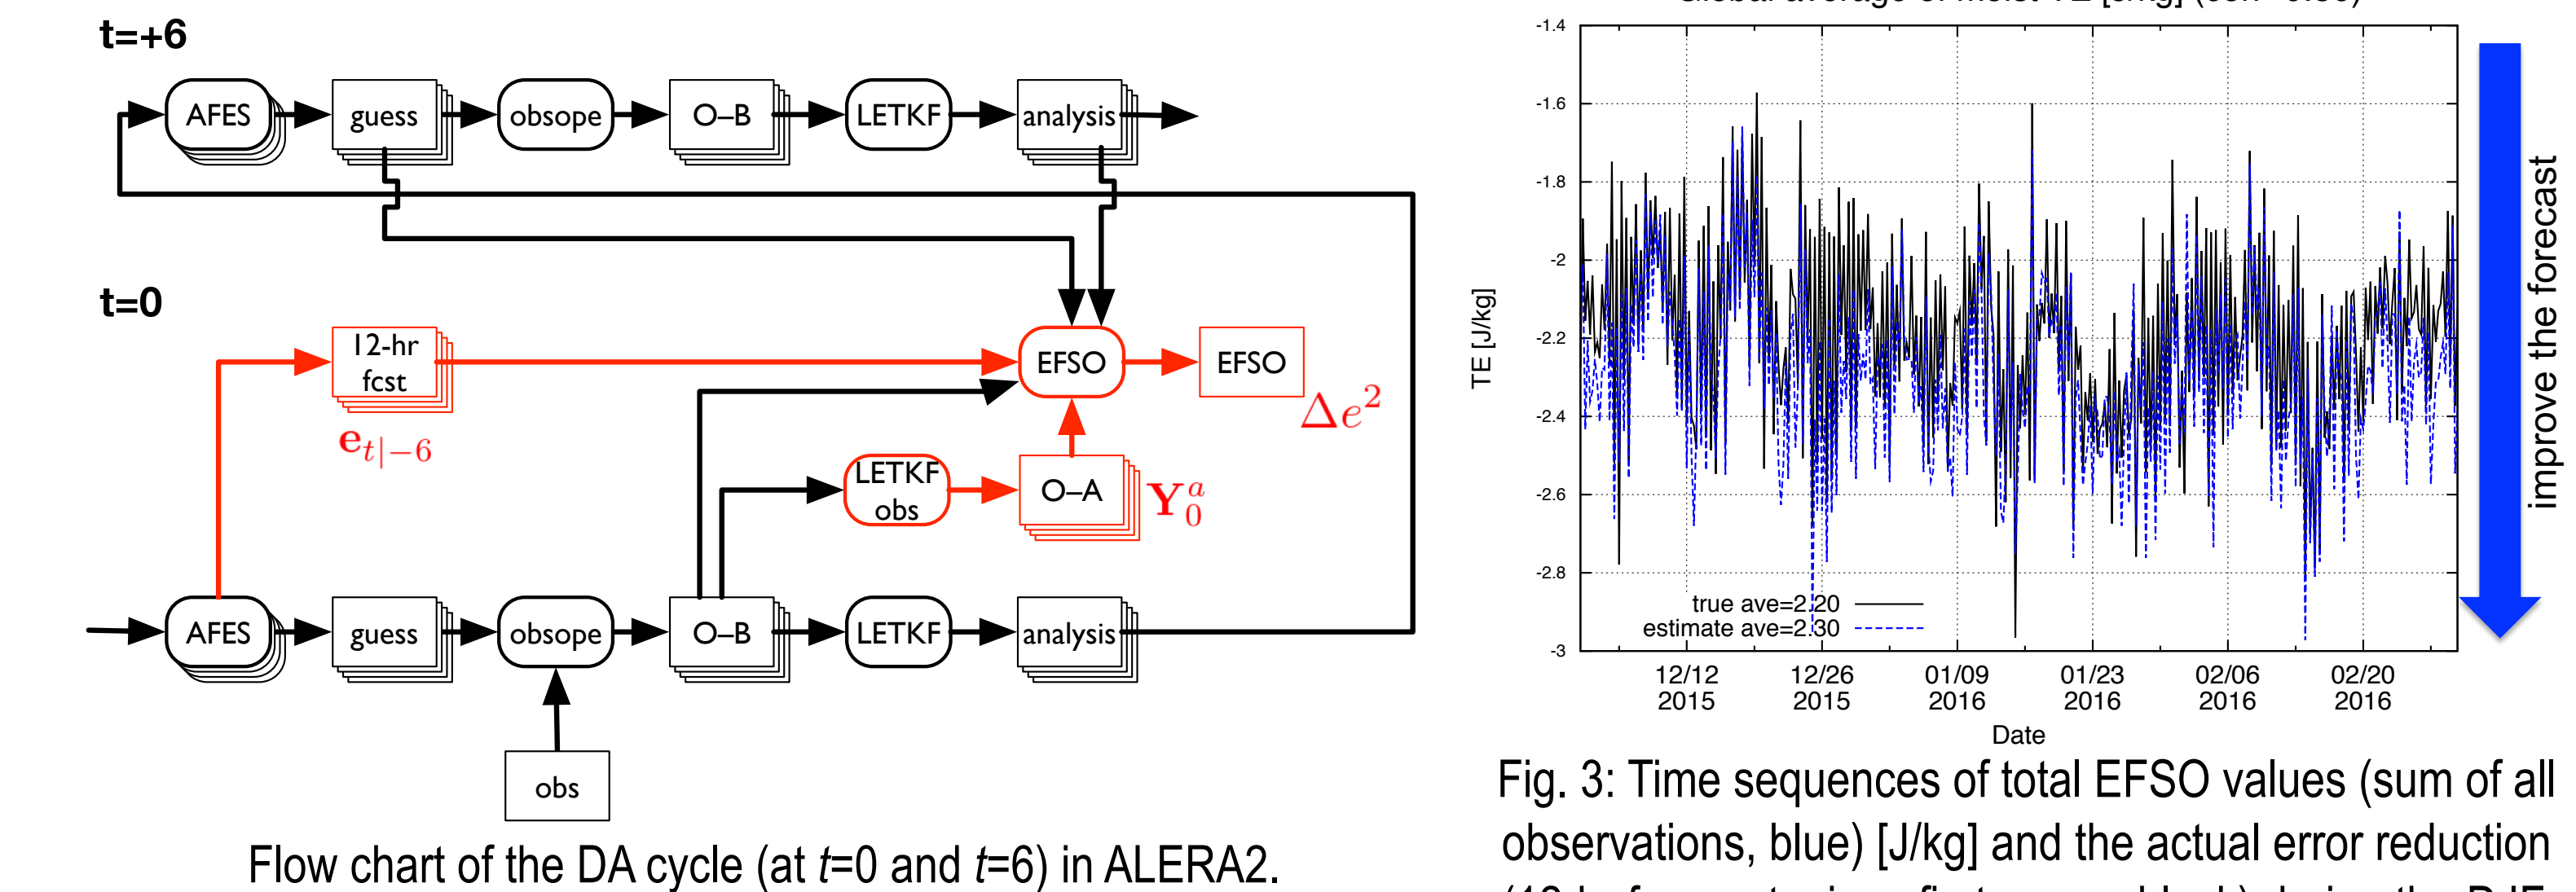 t=+6
AFES
guess
obsope
O–B
LETKF
analysis
t=0
12-hr
fcst
EFSO
EFSO
Δe²
e_{t|−6}
LETKF
obs
O–A
Y₀ᵃ
AFES
guess
obsope
O–B
LETKF
analysis
obs
Flow chart of the DA cycle (at t=0 and t=6) in ALERA2.
-1.4
-1.6
-1.8
-2
-2.2
-2.4
-2.6
-2.8
-3
TE [J/kg]
true ave=2.20
estimate ave=2.30
12/12
2015
12/26
2015
01/09
2016
01/23
2016
02/06
2016
02/20
2016
Date
improve the forecast
Fig. 3: Time sequences of total EFSO values (sum of all
observations, blue) [J/kg] and the actual error reduction